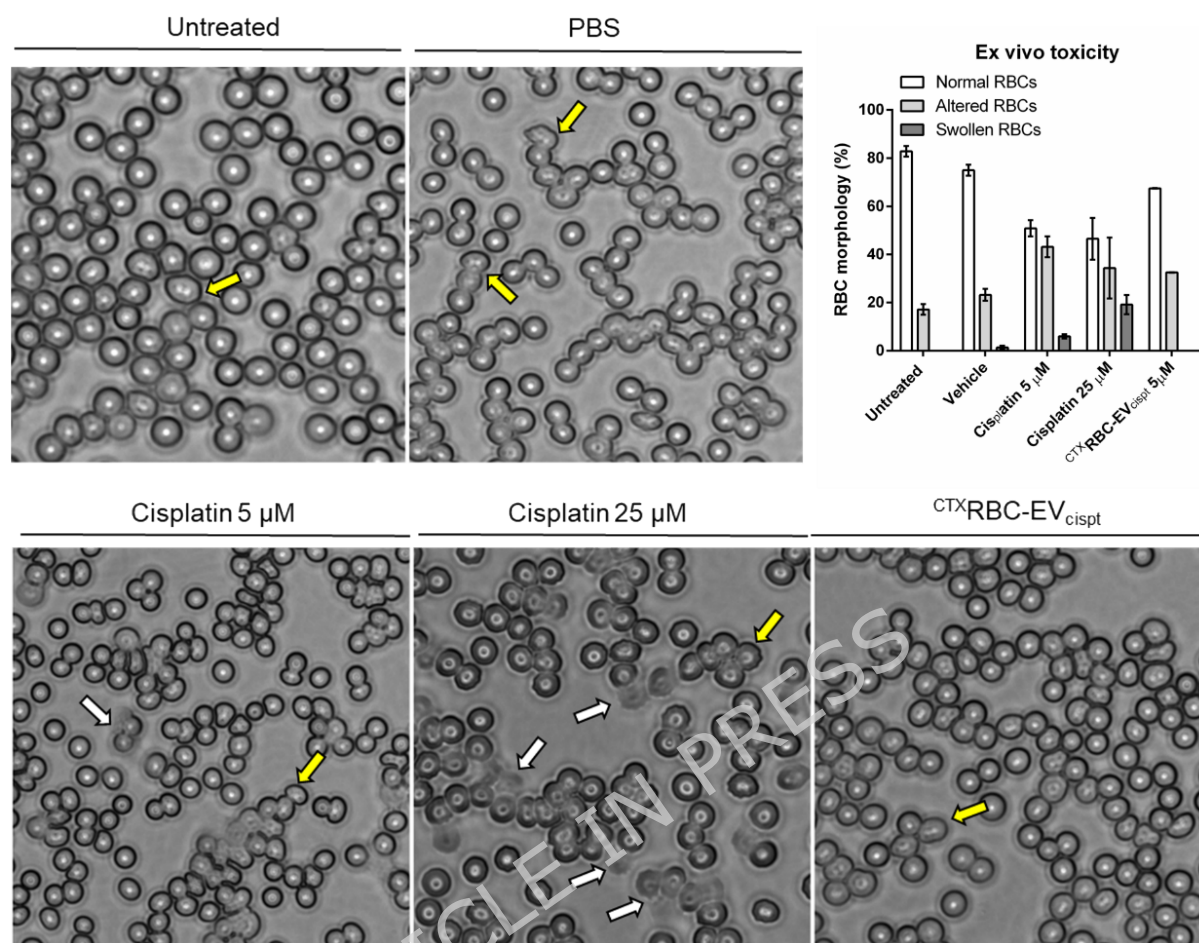 Untreated
PBS
Ex vivo toxicity
Normal RBCs
Altered RBCs
Swollen RBCs
RBC morphology (%)
100
80
60
40
20
0
Untreated
Vehicle
Cisplatin 5 μM
Cisplatin 25 μM
CTXRBC-EVcispt 5μM
Cisplatin 5 μM
Cisplatin 25 μM
CTXRBC-EVcispt
ICLE IN PRESS